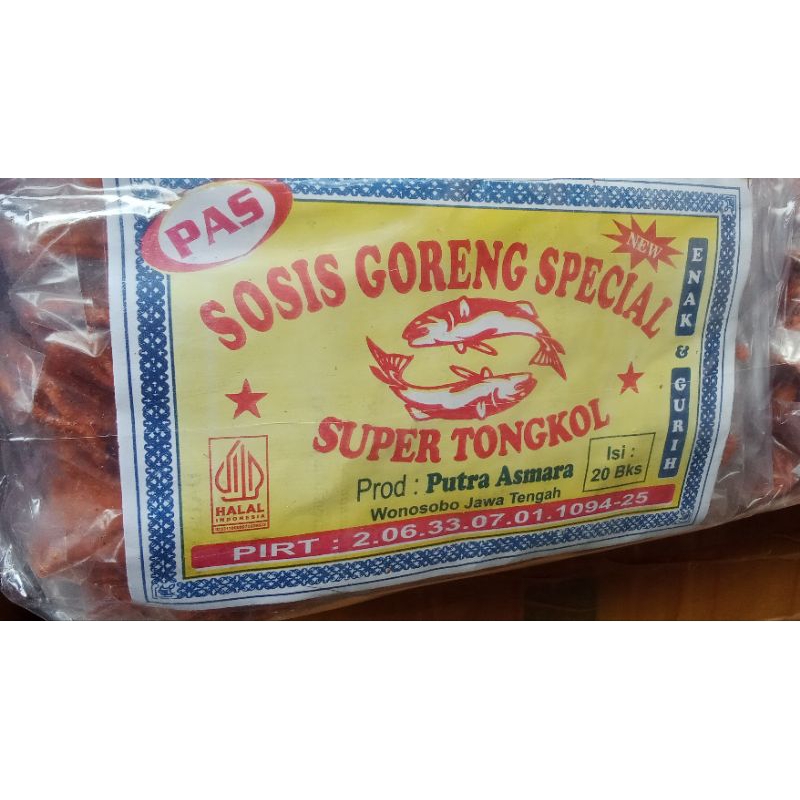 PAS
SOSIS GORENG SPECIAL
NEW
SUPER TONGKOL
ENAK & GURIH
HALAL
INDONESIA
Prod : Putra Asmara
Wonosobo Jawa Tengah
Isi :
20 Bks
PIRT : 2.06.33.07.01.1094-25